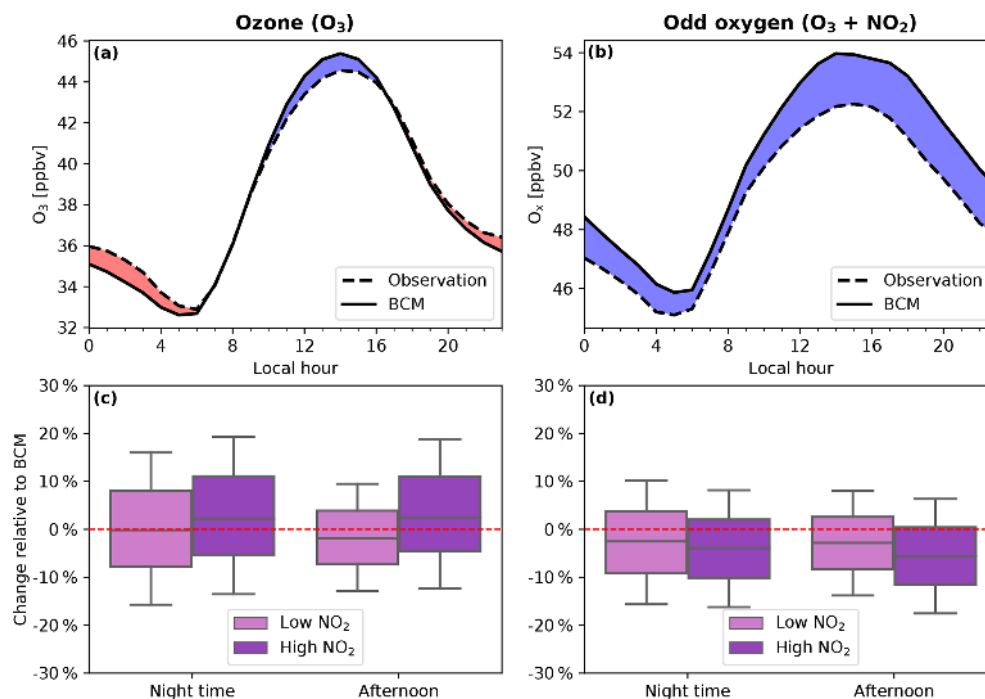 Ozone (O₃)
Odd oxygen (O₃ + NO₂)
(a)
O₃ [ppbv]
46
44
42
40
38
36
34
32
0 4 8 12 16 20
Local hour
Observation
BCM
(b)
Oₓ [ppbv]
54
52
50
48
46
0 4 8 12 16 20
Local hour
Observation
BCM
(c)
Change relative to BCM
30 %
20 %
10 %
0 %
-10 %
-20 %
-30 %
Low NO₂
High NO₂
Night time Afternoon
(d)
30 %
20 %
10 %
0 %
-10 %
-20 %
-30 %
Low NO₂
High NO₂
Night time Afternoon